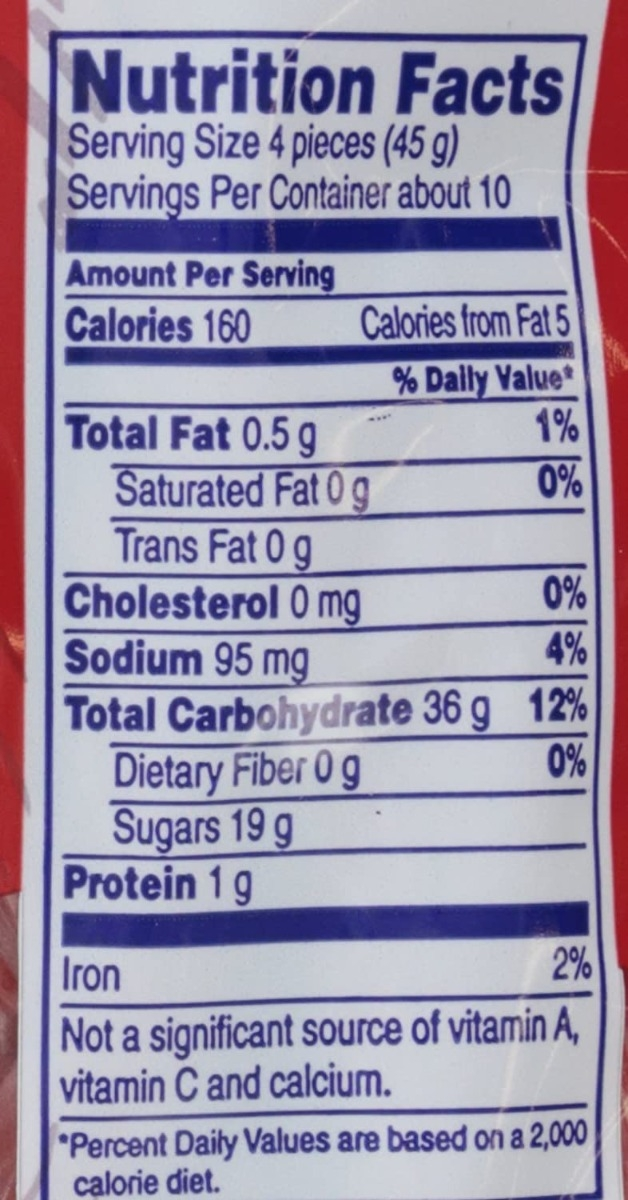 Nutrition Facts
Serving Size 4 pieces (45 g)
Servings Per Container about 10
Amount Per Serving
Calories 160 Calories from Fat 5
% Daily Value*
Total Fat 0.5 g 1%
Saturated Fat 0 g 0%
Trans Fat 0 g
Cholesterol 0 mg 0%
Sodium 95 mg 4%
Total Carbohydrate 36 g 12%
Dietary Fiber 0 g 0%
Sugars 19 g
Protein 1 g
Iron 2%
Not a significant source of vitamin A,
vitamin C and calcium.
*Percent Daily Values are based on a 2,000
calorie diet.